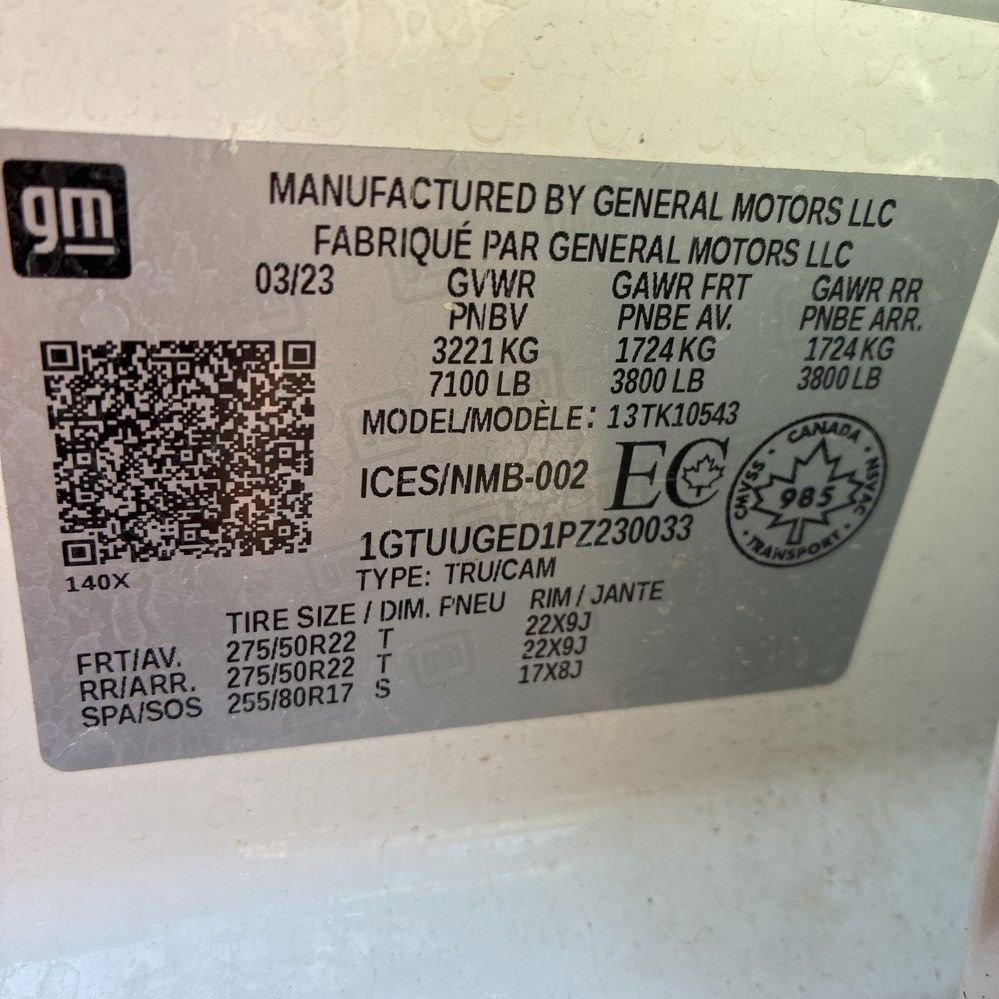 gm
MANUFACTURED BY GENERAL MOTORS LLC
FABRIQUÉ PAR GENERAL MOTORS LLC
03/23 GVWR GAWR FRT GAWR RR
PNBV PNBE AV. PNBE ARR.
3221 KG 1724 KG 1724 KG
7100 LB 3800 LB 3800 LB
MODEL/MODÈLE: 13TK10543
ICES/NMB-002 EC
CANADA
CMVSS 985 NSVAC
TRANSPORT
1GTUUGED1PZ230033
140X TYPE: TRU/CAM
TIRE SIZE / DIM. PNEU RIM / JANTE
FRT/AV. 275/50R22 T 22X9J
RR/ARR. 275/50R22 T 22X9J
SPA/SOS 255/80R17 S 17X8J